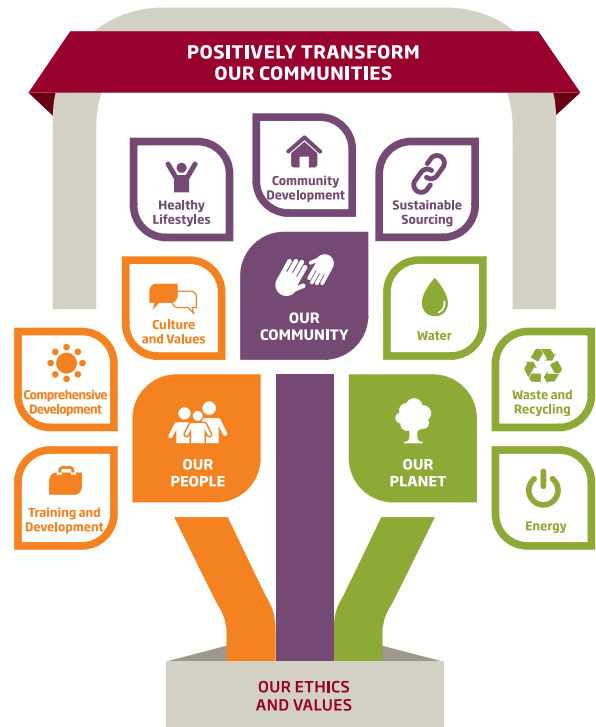 POSITIVELY TRANSFORM
OUR COMMUNITIES
Healthy
Lifestyles
Community
Development
Sustainable
Sourcing
Culture
and Values
OUR
COMMUNITY
Water
Comprehensive
Development
OUR
PEOPLE
OUR
PLANET
Waste and
Recycling
Training and
Development
Energy
OUR ETHICS
AND VALUES